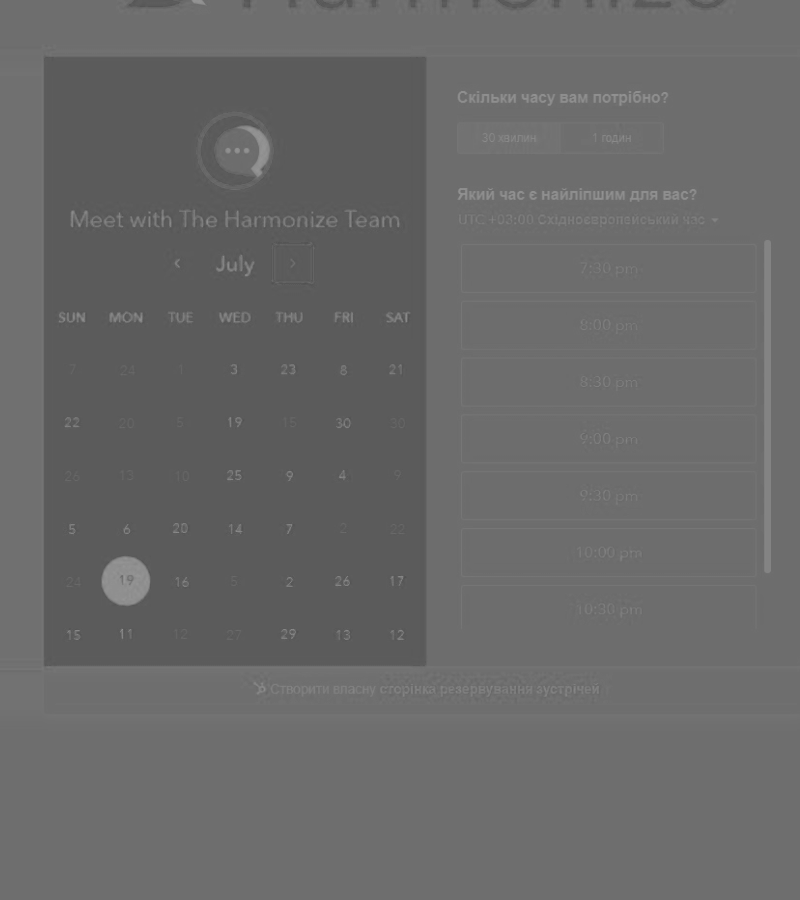 Harmonize
Meet with The Harmonize Team
July
SUN MON TUE WED THU FRI SAT
7 24 1 3 23 8 21
22 20 5 19 15 30 30
26 13 10 25 9 4 9
5 6 20 14 7 2 22
24 19 16 5 2 26 17
15 11 12 27 29 13 12
Скільки часу вам потрібно?
30 хвилин 1 годин
Який час є найліпшим для вас?
UTC +03:00 Східноєвропейський час
7:30 pm
8:00 pm
8:30 pm
9:00 pm
9:30 pm
10:00 pm
10:30 pm
Створити власну сторінка резервування зустрічей